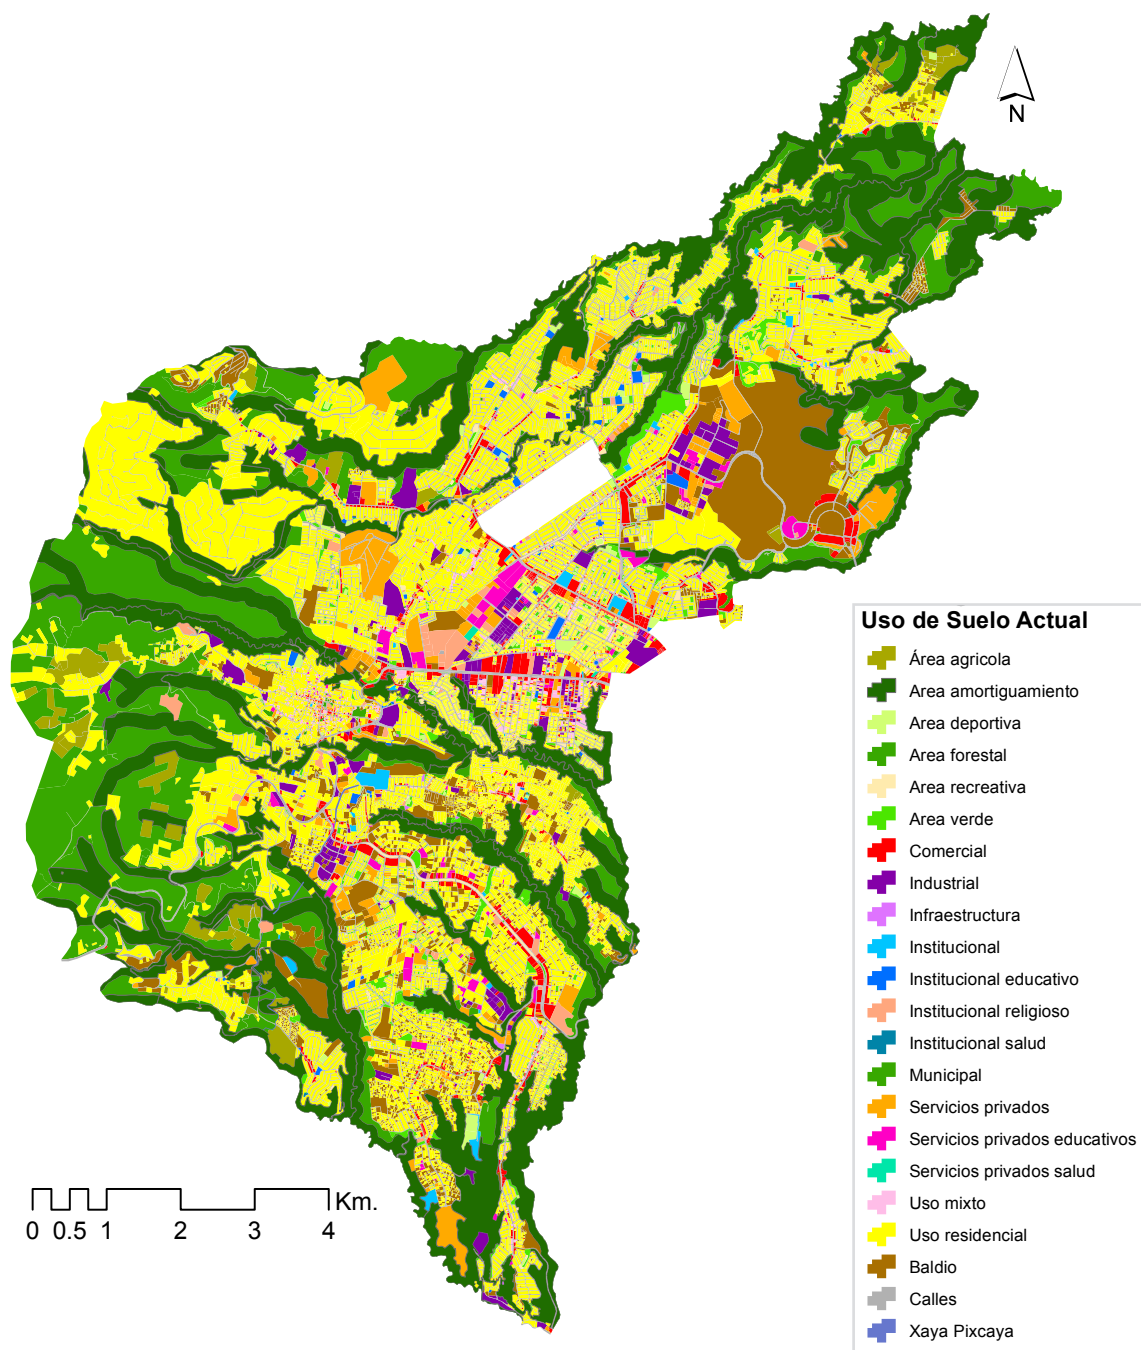 N
Uso de Suelo Actual
Área agricola
Area amortiguamiento
Area deportiva
Area forestal
Area recreativa
Area verde
Comercial
Industrial
Infraestructura
Institucional
Institucional educativo
Institucional religioso
Institucional salud
Municipal
Servicios privados
Servicios privados educativos
Servicios privados salud
Uso mixto
Uso residencial
Baldio
Calles
Xaya Pixcaya
Km.
0 0.5 1 2 3 4